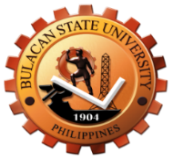 BULACAN STATE UNIVERSITY
1904
PHILIPPINES